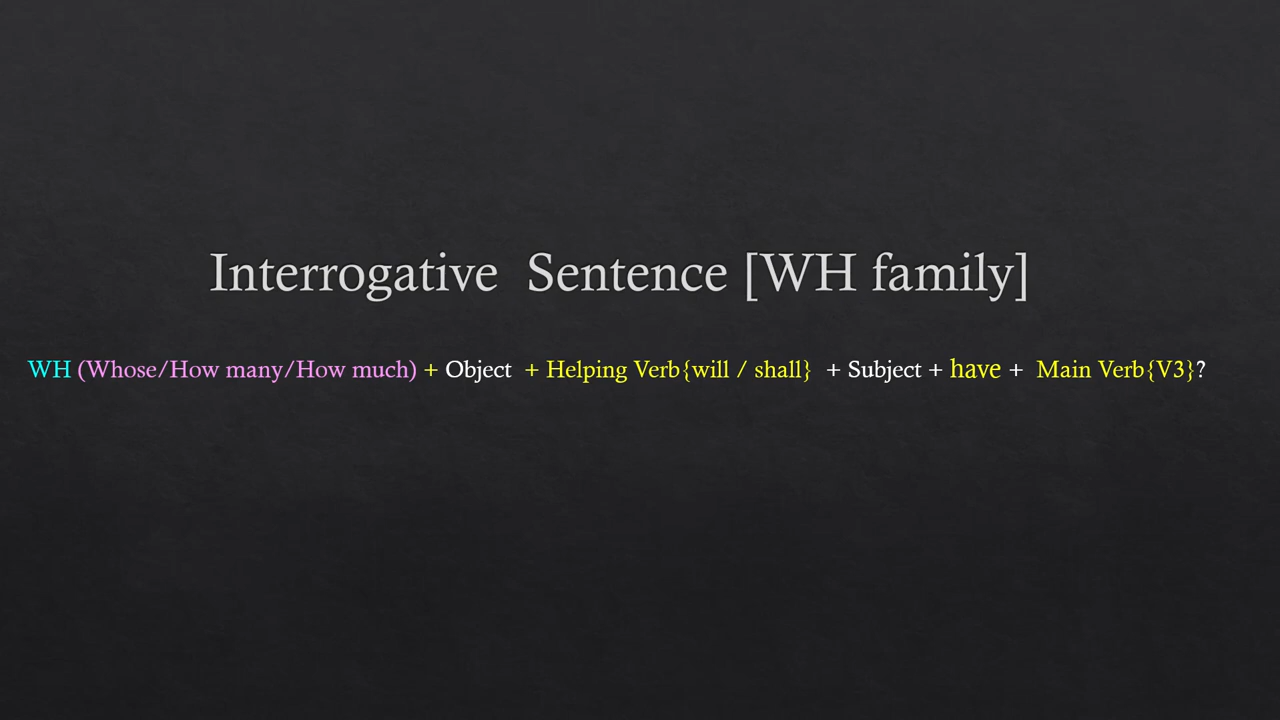 Interrogative Sentence [WH family]
WH (Whose/How many/How much) + Object + Helping Verb{will / shall} + Subject + have + Main Verb{V3}?